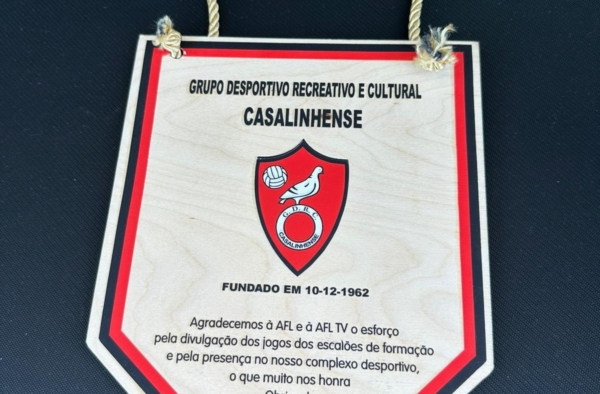 GRUPO DESPORTIVO RECREATIVO E CULTURAL
CASALINHENSE
G. D. R. C
CASALINHENSE
FUNDADO EM 10-12-1962
Agradecemos à AFL e à AFL TV o esforço
pela divulgação dos jogos dos escalões de formação
e pela presença no nosso complexo desportivo,
o que muito nos honra